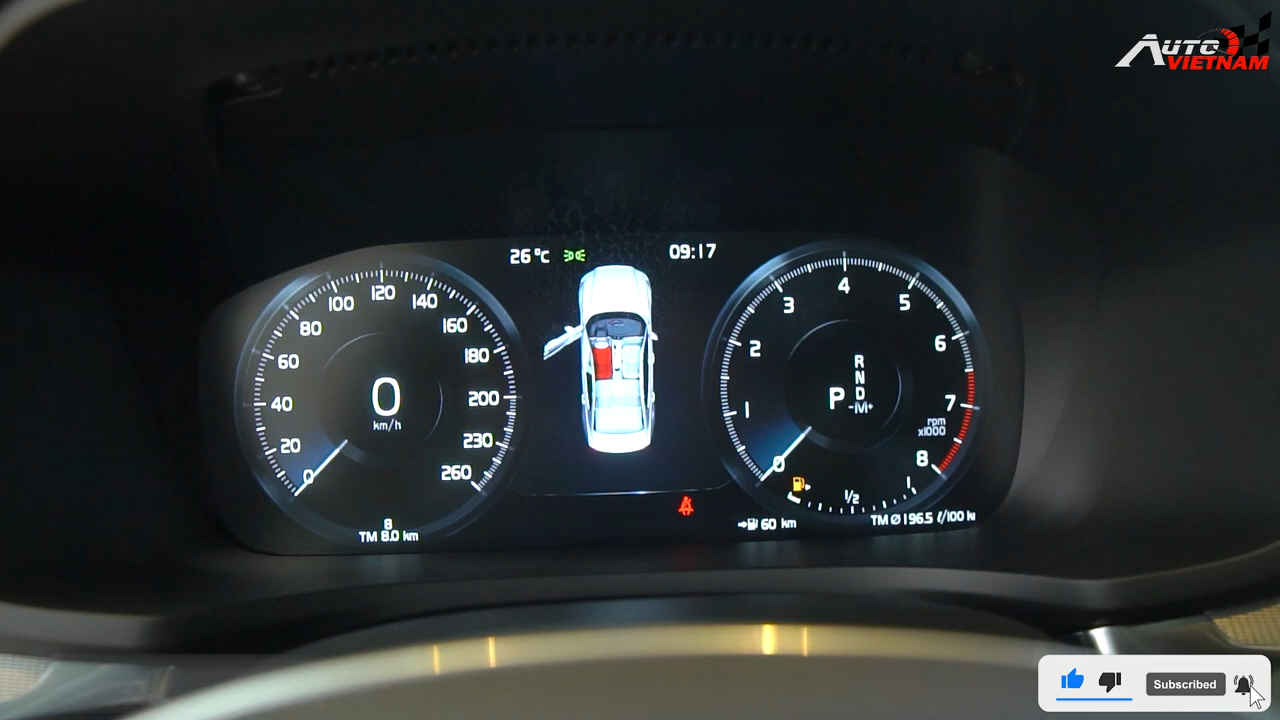 AUTO
VIETNAM
26 °C
09:17
0
20
40
60
80
100
120
140
160
180
200
230
260
0
km/h
8
TM 8.0 km
0
1
2
3
4
5
6
7
8
rpm
x1000
R
N
P D
-M+
1/2
1
60 km
TM Ø 196.5 ℓ/100
Subscribed